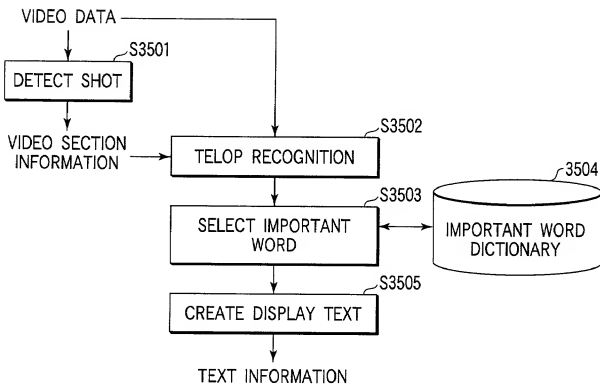 VIDEO DATA
S3501
DETECT SHOT
VIDEO SECTION
INFORMATION
S3502
TELOP RECOGNITION
S3503
SELECT IMPORTANT
WORD
3504
IMPORTANT WORD
DICTIONARY
S3505
CREATE DISPLAY TEXT
TEXT INFORMATION